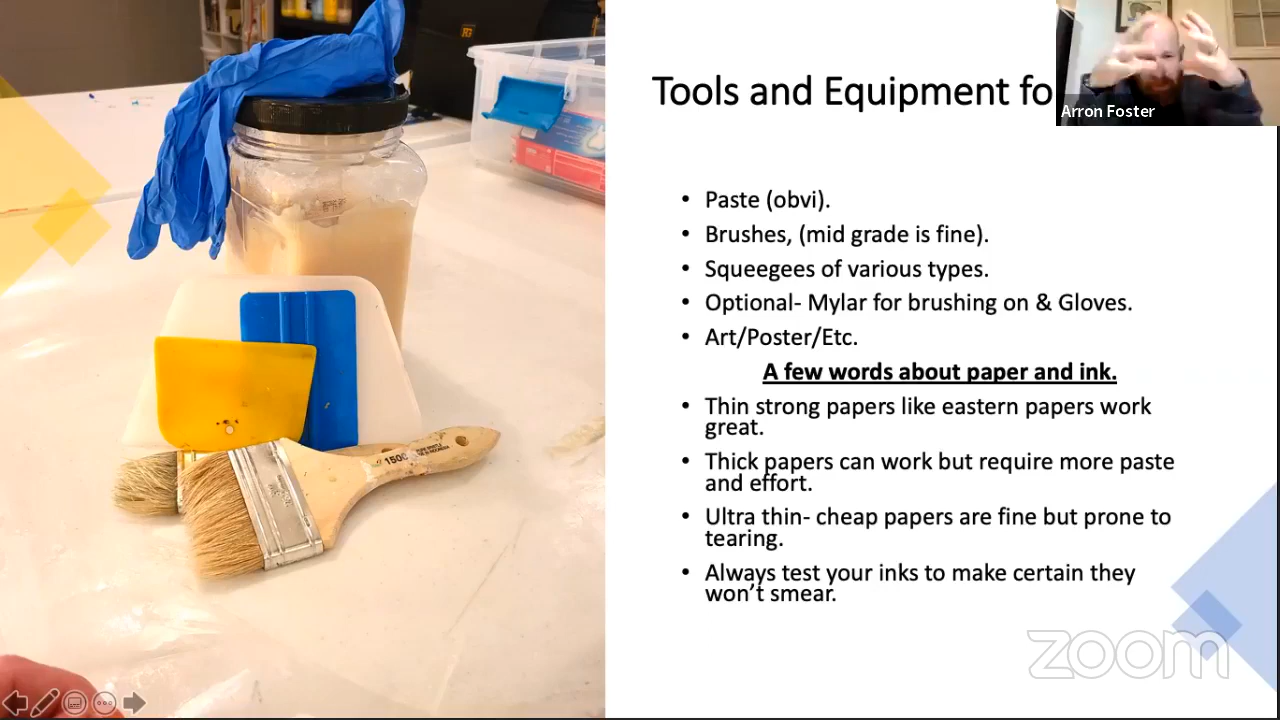 Tools and Equipment fo
Arron Foster
• Paste (obvi).
• Brushes, (mid grade is fine).
• Squeegees of various types.
• Optional- Mylar for brushing on & Gloves.
• Art/Poster/Etc.
A few words about paper and ink.
• Thin strong papers like eastern papers work
great.
• Thick papers can work but require more paste
and effort.
• Ultra thin- cheap papers are fine but prone to
tearing.
• Always test your inks to make certain they
won't smear.
1500
zoom